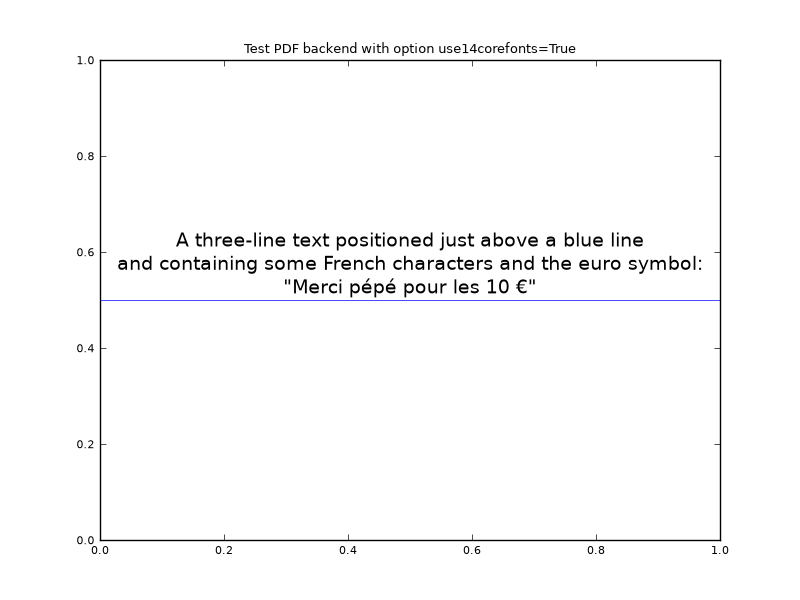 Test PDF backend with option use14corefonts=True
1.0
0.8
A three-line text positioned just above a blue line
0.6
and containing some French characters and the euro symbol:
"Merci pépé pour les 10 €"
0.4
0.2
0.0
0.0 0.2 0.4 0.6 0.8 1.0